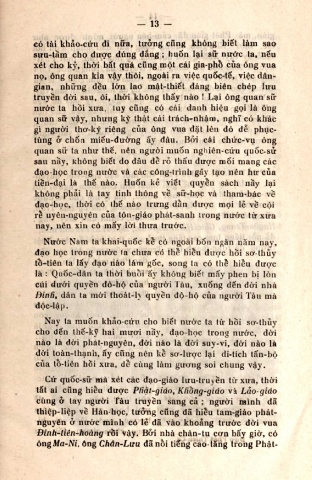 — 13 —
có tài khảo-cứu đi nữa, tưởng cũng không biết làm sao
sưu-tầm cho được đúng đắng ; huốn lại sử nước ta, nếu
xét cho kỹ, thời bất quá cũng một cái gia-phổ của ông vua
nọ, ông quan kia vậy thôi, ngoài ra việc quốc-tế, việc dân-
gian, những đều lớn lao mật-thiết đáng biên chép lưu
truyền đời sau, ôi, thời không thấy nào ! Lại ông quan sử
nước ta hồi xưa, tuy cũng có cái danh hiệu gọi là ông
quan sử vậy, nhưng kỳ thật cái trách-nhậm, nghĩ có khác
gì người thơ-ký riêng của ông vua đặt lên đó để phục-
tùng ở chốn miếu-đường ấy đâu. Bởi cái chức-vụ ông
quan sử ta như thế, nên người muốn nghiên-cứu quốc-sử
sau nầy, không biết do đâu dề rõ thấu được mối mang các
đạo-học trong nước và các công-trình gầy tạo nên hư của
tiền-đại là thế nào. Huốn kẻ viết quyền sách nầy lại
không phải là tay tinh thông về sử-học và tham-bác về
đạo-học, thời có thể nào trưng dẫn được mọi lẽ về cội
rễ uyên-nguyên của tôn-giáo phát-sanh trong nước từ xưa
nay, nên xin có mấy lời thưa trước.
Nước Nam ta khai-quốc kể có ngoài bốn ngàn năm nay,
đạo học trong nước ta chưa có thể hiểu được hồi sơ-thủy
tổ-tiên ta lấy đạo nào làm gốc, song ta có thể hiểu được
là : Quốc-dân ta thời buổi ấy không biết mấy phen bị lòn
cúi dưới quyền đô-hộ của người Tàu, xuống đến đời nhà
Đinh, dân ta mới thoát-ly quyền đô-hộ của người Tàu mà
độc-lập.
Nay ta muốn khảo-cứu cho biết nước ta từ hồi sơ-thủy
cho đến thế-kỷ hai mươi nầy, đạo-học trong nước, đời
nào là đời phát-nguyên, đời nào là đời suy-vi, đời nào là
đời toàn-thạnh, ấy cũng nên kể sơ-lược lại di-tích tấn-bộ
của tổ-tiên hồi xưa, dể cùng làm gương soi chung vậy.
Cứ quốc-sử mà xét các đạo-giáo lưu-truyền từ xưa, thời
tất ai cũng hiểu được Phật-giáo, Khổng-giáo và Lão-giáo
cũng ở tay người Tàu truyền sang cả ; người mình đã
thiệp-liệp về Hán-học, tưởng cũng đã hiểu tam-giáo phát-
nguyên ở nước mình có lẽ đã vào khoảng trước đời vua
Đinh-tiên-hoàng rồi vậy. Bởi nhà chân-tu cơn bấy giờ, có
ông Ma-Ni, ông Chân-Lưu đã nổi tiếng cao-tăng trong Phật-